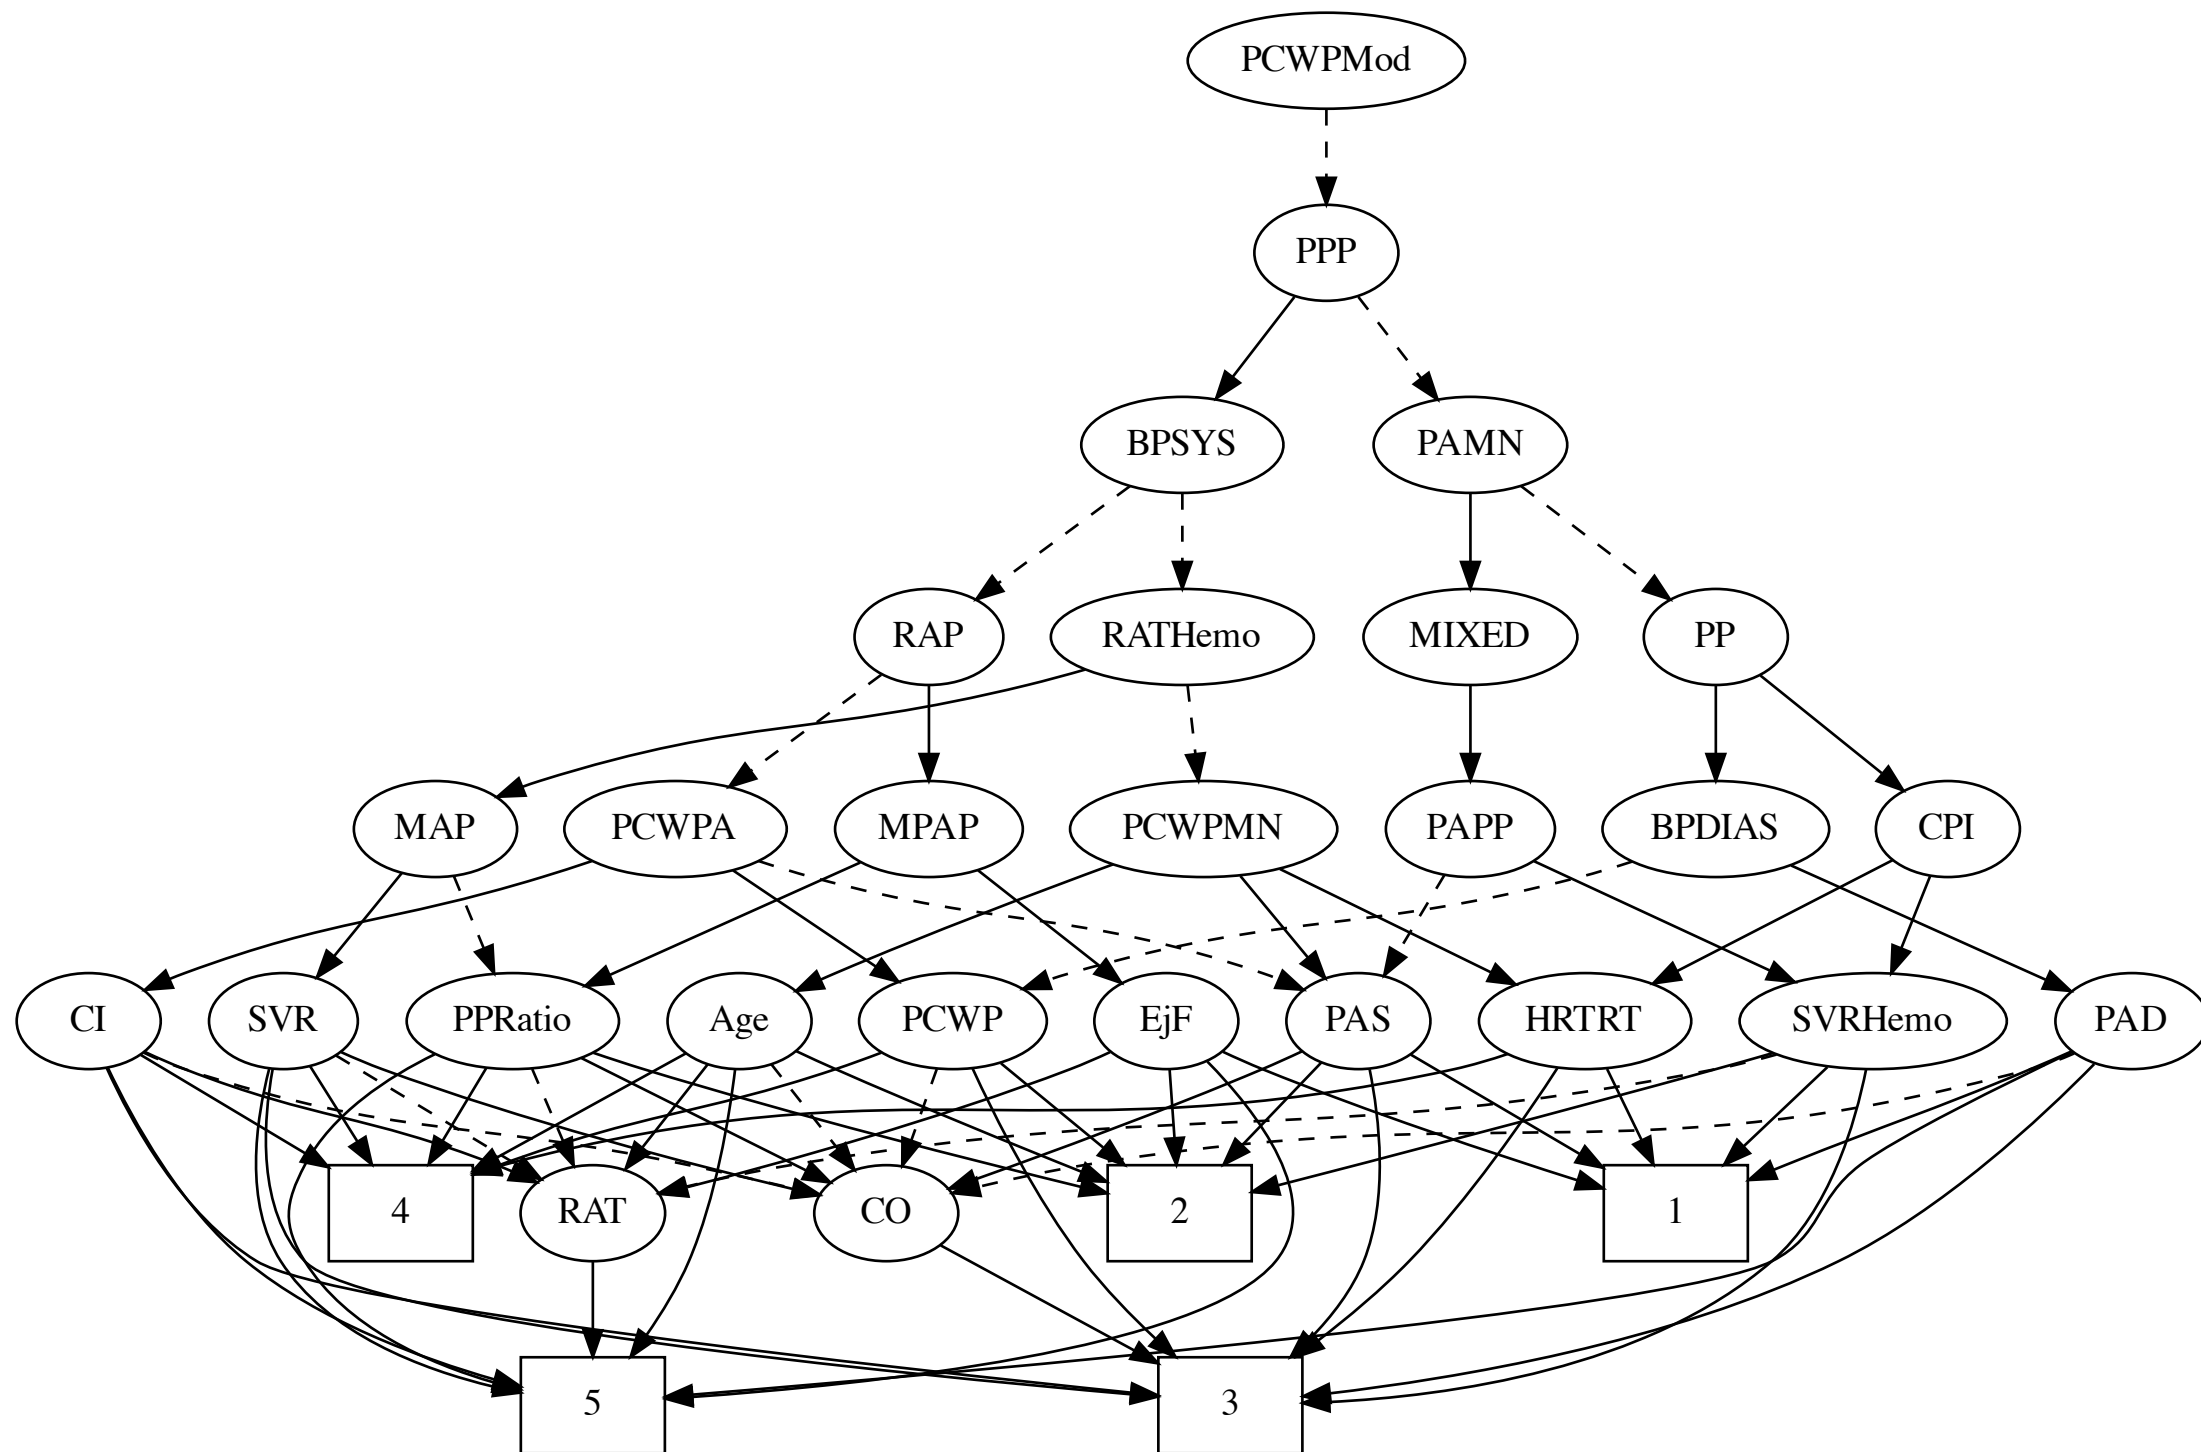 PCWPMod
PPP
BPSYS PAMN
RAP RATHemo MIXED PP
MAP PCWPA MPAP PCWPMN PAPP BPDIAS CPI
CI SVR PPRatio Age PCWP EjF PAS HRTRT SVRHemo PAD
4 RAT CO 2 1
5 3